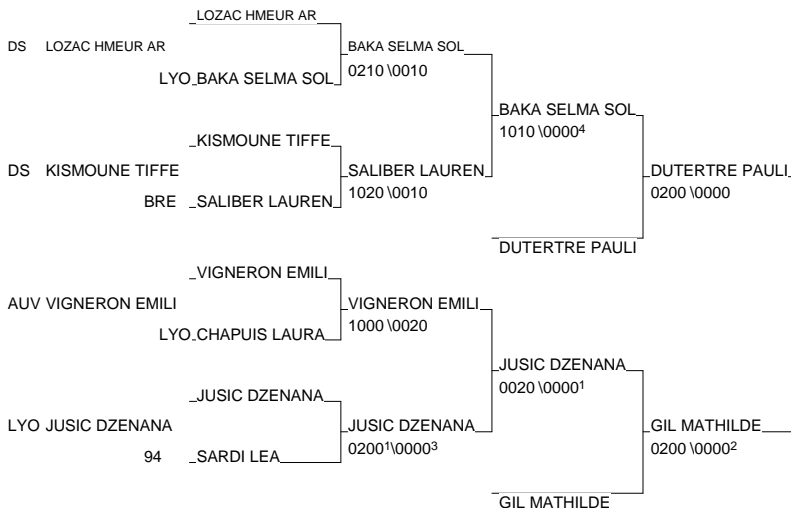 LOZAC HMEUR AR
DS LOZAC HMEUR AR BAKA SELMA SOL
0210 \0010
LYO BAKA SELMA SOL
BAKA SELMA SOL
1010 \0000⁴
KISMOUNE TIFFE
DS KISMOUNE TIFFE SALIBER LAUREN DUTERTRE PAULI
1020 \0010 0200 \0000
BRE SALIBER LAUREN
DUTERTRE PAULI
VIGNERON EMILI
AUV VIGNERON EMILI VIGNERON EMILI
1000 \0020
LYO CHAPUIS LAURA
JUSIC DZENANA
0020 \0000¹
JUSIC DZENANA
LYO JUSIC DZENANA JUSIC DZENANA GIL MATHILDE
0200¹\0000³ 0200 \0000²
94 SARDI LEA
GIL MATHILDE